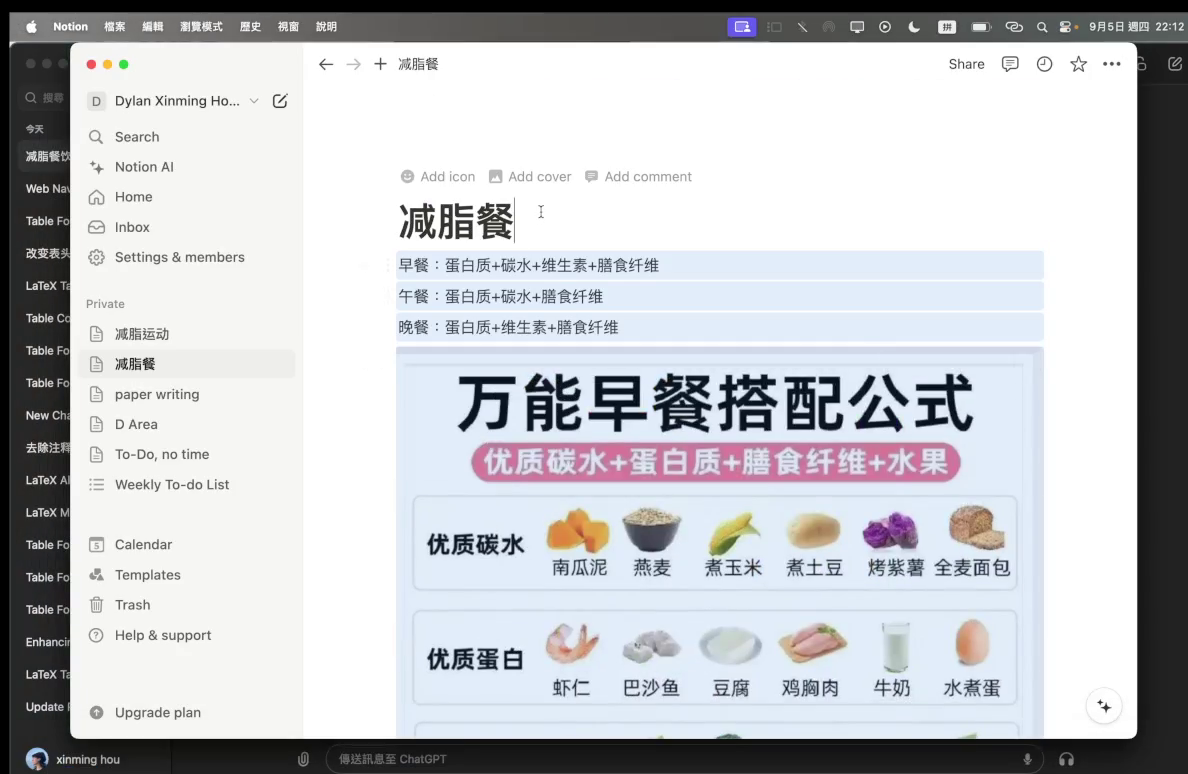 Notion 檔案 編輯 瀏覽模式 歷史 視窗 說明 拼 9月5日 週四 22:12
搜尋
今天
减脂餐饮
Web Nav
Table Fo
改变表头
LaTeX Ta
Table Co
Table Fo
Table Fo
New Cha
去除注释
LaTeX Al
LaTeX M
Table Fo
Table Fo
Table Fo
Enhancin
LaTeX Ta
Update F
xinming hou
D Dylan Xinming Ho...
Search
Notion AI
Home
Inbox
Settings & members
Private
减脂运动
减脂餐
paper writing
D Area
To-Do, no time
Weekly To-do List
5 Calendar
Templates
Trash
Help & support
Upgrade plan
减脂餐
Share
Add icon Add cover Add comment
减脂餐
早餐：蛋白质+碳水+维生素+膳食纤维
午餐：蛋白质+碳水+膳食纤维
晚餐：蛋白质+维生素+膳食纤维
万能早餐搭配公式
优质碳水+蛋白质+膳食纤维+水果
优质碳水
南瓜泥 燕麦 煮玉米 煮土豆 烤紫薯 全麦面包
优质蛋白
虾仁 巴沙鱼 豆腐 鸡胸肉 牛奶 水煮蛋
傳送訊息至 ChatGPT